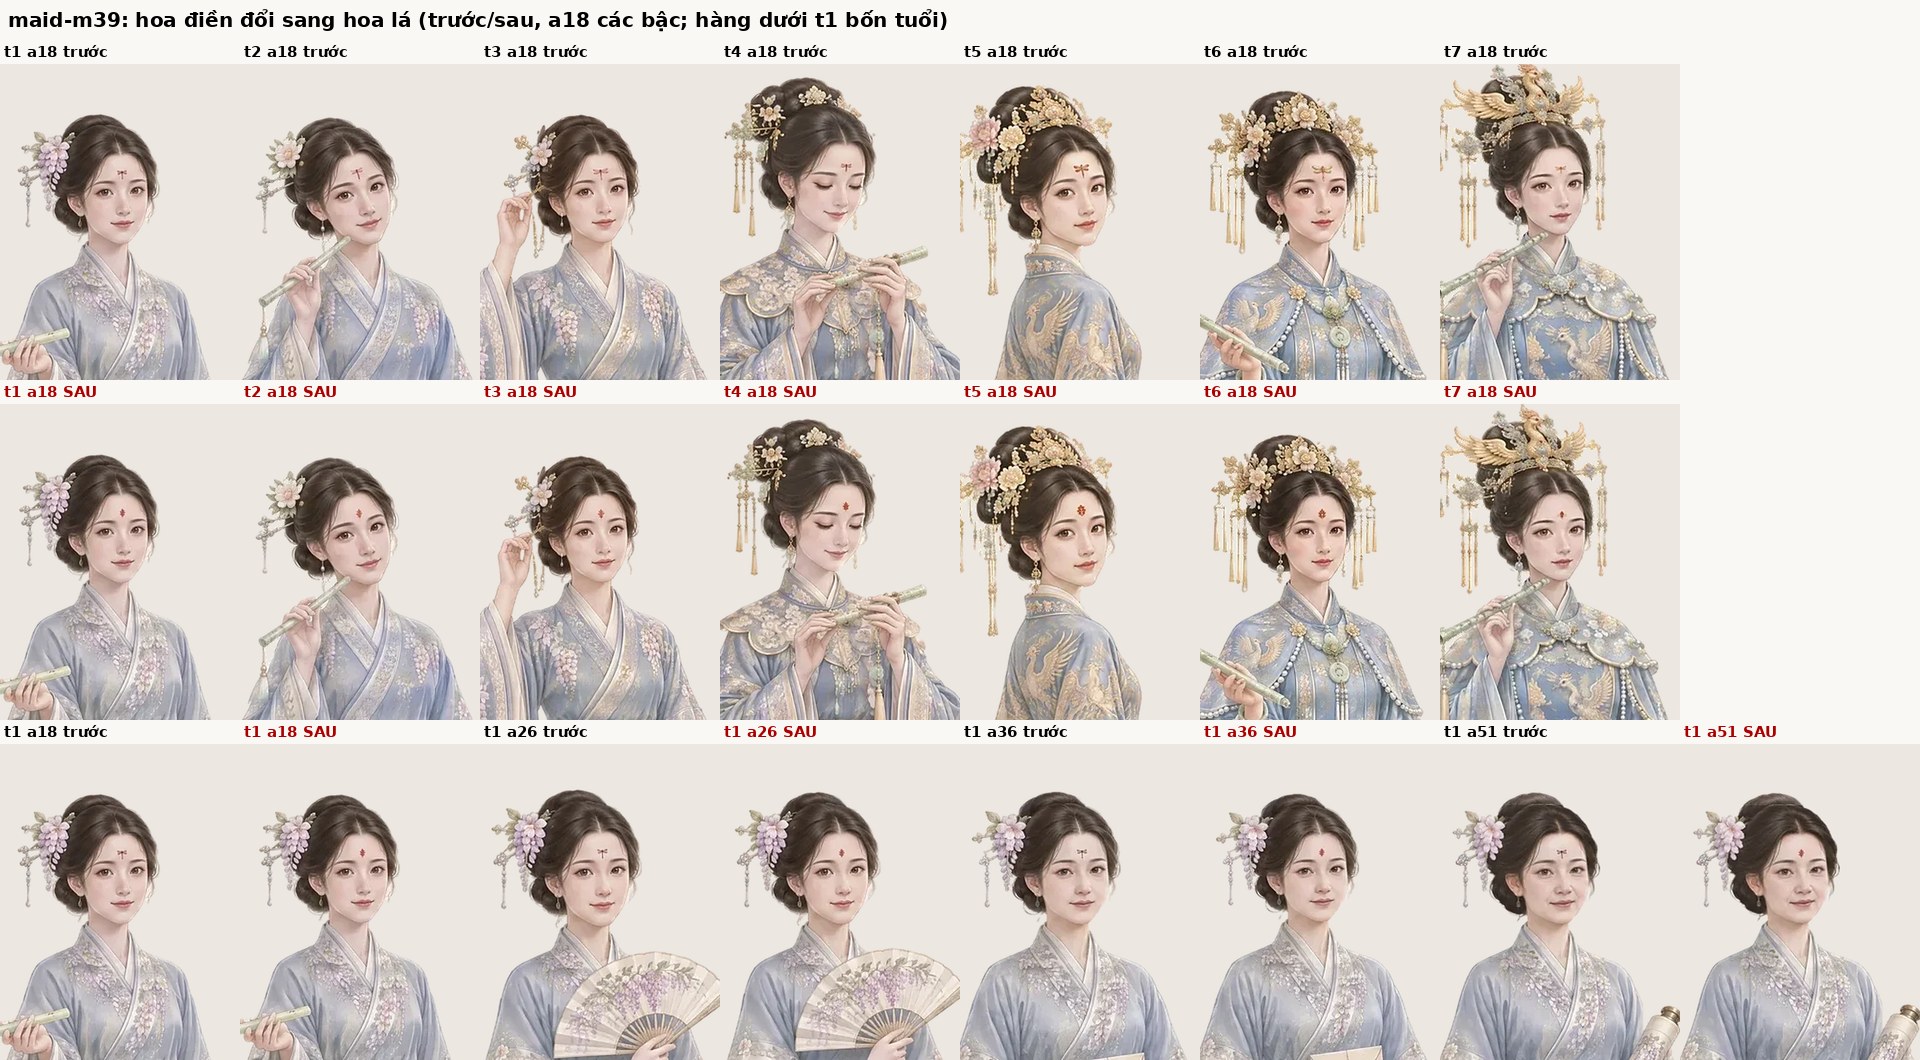 maid-m39: hoa điền đổi sang hoa lá (trước/sau, a18 các bậc; hàng dưới t1 bốn tuổi)
t1 a18 trước t2 a18 trước t3 a18 trước t4 a18 trước t5 a18 trước t6 a18 trước t7 a18 trước
t1 a18 SAU t2 a18 SAU t3 a18 SAU t4 a18 SAU t5 a18 SAU t6 a18 SAU t7 a18 SAU
t1 a18 trước t1 a18 SAU t1 a26 trước t1 a26 SAU t1 a36 trước t1 a36 SAU t1 a51 trước t1 a51 SAU